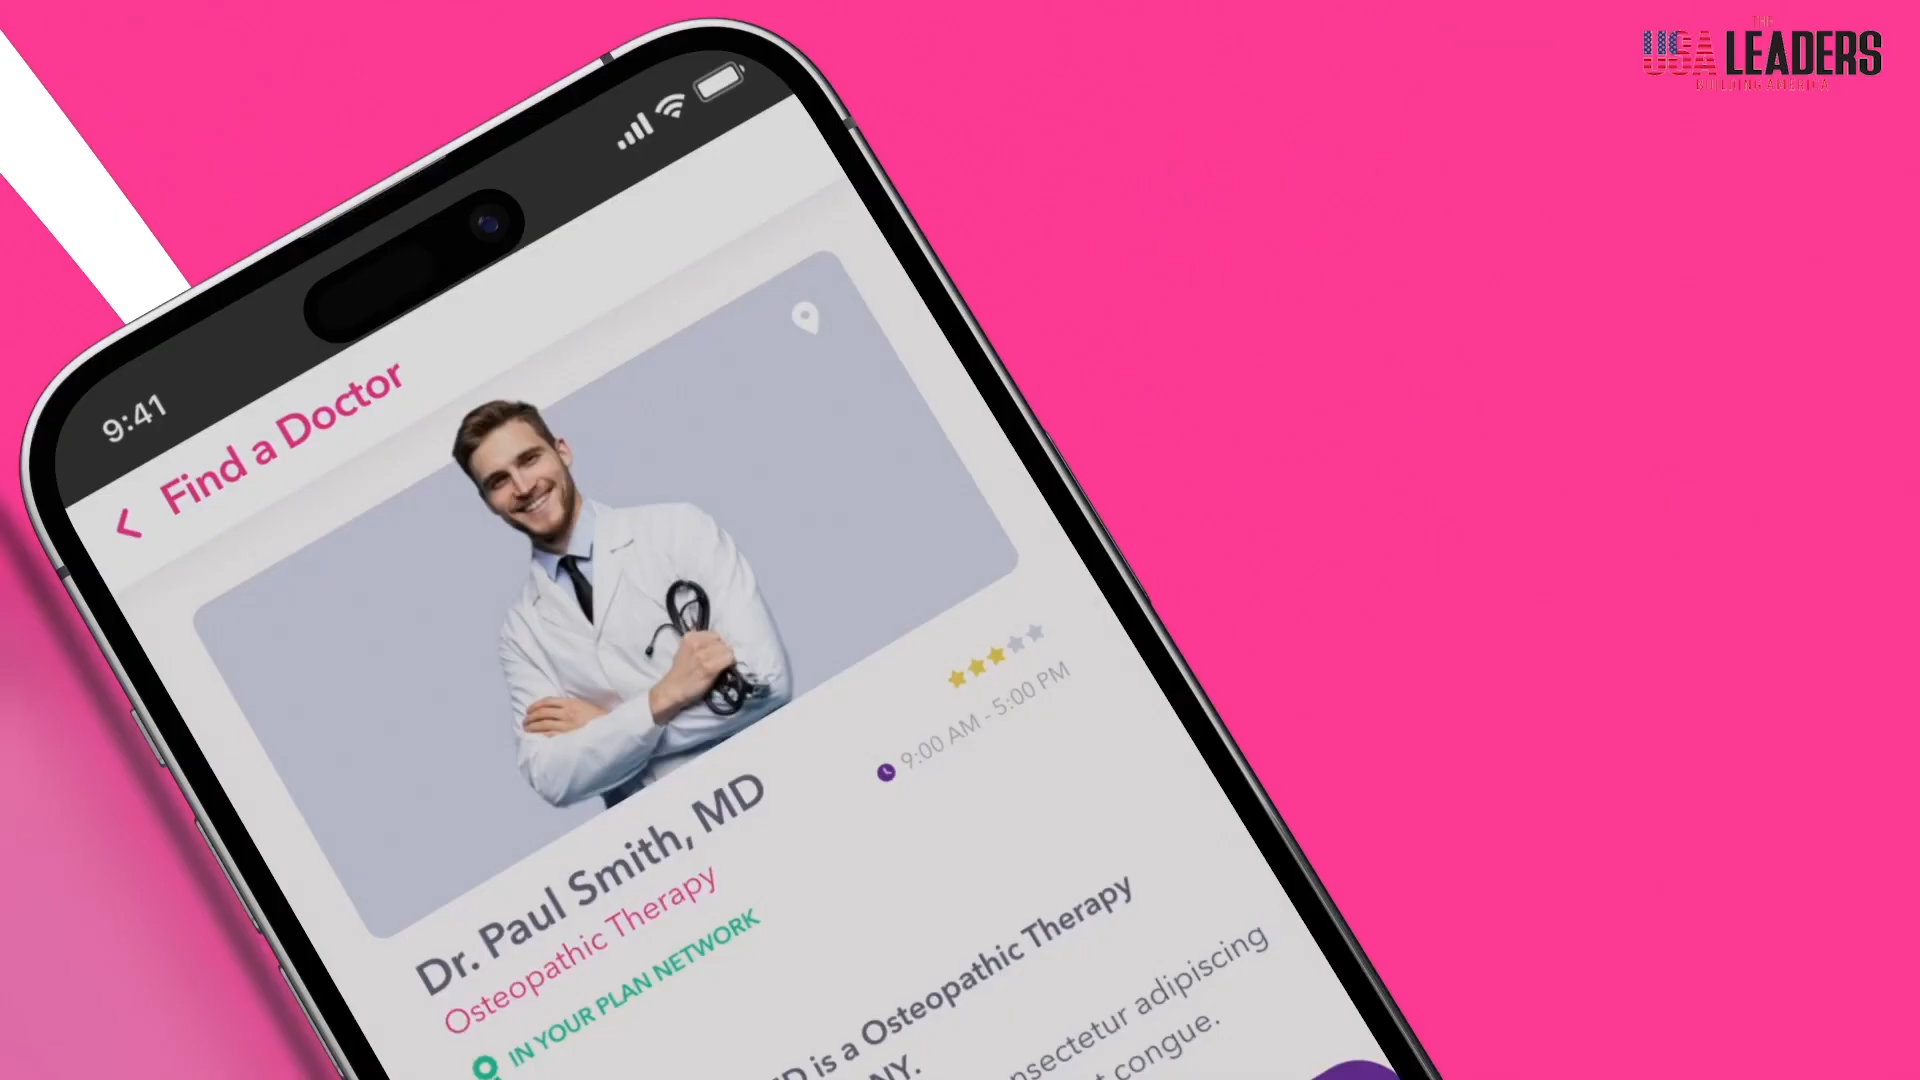 THE
USA LEADERS
BUILDING AMERICA
9:41
Find a Doctor
9:00 AM - 5:00 PM
Dr. Paul Smith, MD
Osteopathic Therapy
IN YOUR PLAN NETWORK
is a Osteopathic Therapy
NY.
adipiscing
congue.